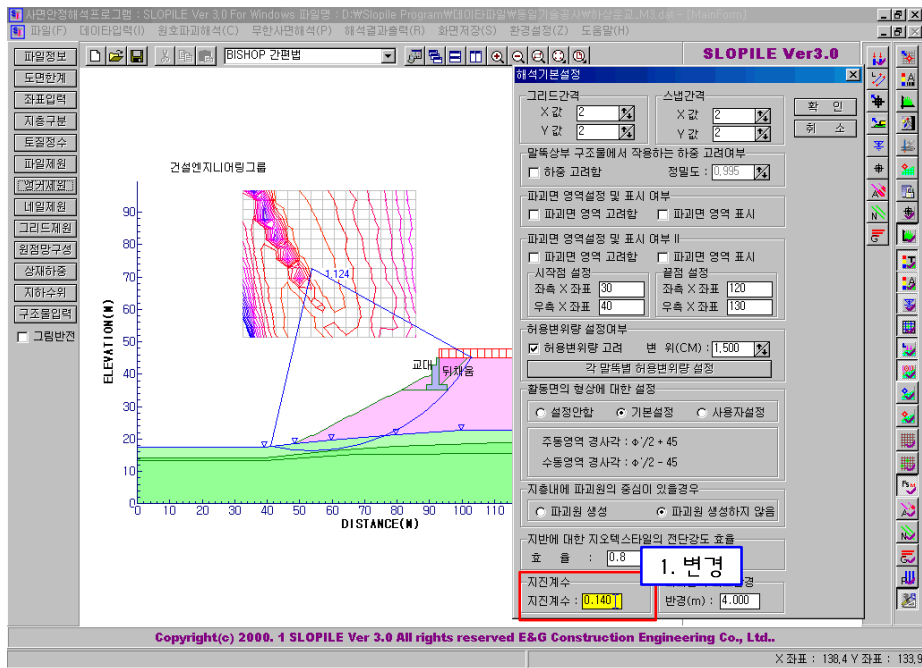 사면안정해석프로그램 : SLOPILE Ver 3,0 For Windows 파일명 : D:₩Slopile Program₩데이타파일₩동일기술공사₩하상분교_M3.dat - [MainForm]
파일(F) 데이타입력(I) 원호파괴해석(C) 무한사면해석(P) 해석결과출력(R) 화면저장(S) 환경설정(Z) 도움말(H)
파일정보
도면한계
좌표입력
지층구분
토질정수
파일제원
앵커제원
네일제원
그리드제원
원점망구성
상재하중
지하수위
구조물입력
그림반전
BISHOP 간편법
SLOPILE Ver3.0
건설엔지니어링그룹
1,124
교대
뒤채움
ELEVATION(M)
90
80
70
60
50
40
30
20
10
0
10 20 30 40 50 60 70 80 90 100 110
DISTANCE(M)
해석기본설정
그리드간격
X 값 2
Y 값 2
스냅간격
X 값 2
Y 값 2
확 인
취 소
말뚝상부 구조물에서 작용하는 하중 고려여부
하중 고려함 정밀도 : 0,995
파괴면 영역설정 및 표시 여부
파괴면 영역 고려함 파괴면 영역 표시
파괴면 영역설정 및 표시 여부 II
파괴면 영역 고려함 파괴면 영역 표시
시작점 설정
좌측 X 좌표 30
우측 X 좌표 40
끝점 설정
좌측 X 좌표 120
우측 X 좌표 130
허용변위량 설정여부
허용변위량 고려 변 위(CM) : 1,500
각 말뚝별 허용변위량 설정
활동면의 형상에 대한 설정
설정안함 기본설정 사용자설정
주동영역 경사각 : Φ'/2 + 45
수동영역 경사각 : Φ'/2 - 45
지층내에 파괴원의 중심이 있을경우
파괴원 생성 파괴원 생성하지 않음
지반에 대한 지오텍스타일의 전단강도 효율
효 율 : 0.8
1. 변경
지진계수
지진계수 : 0.140
반경(m) : 4.000
Copyright(c) 2000. 1 SLOPILE Ver 3.0 All rights reserved E&G Construction Engineering Co., Ltd..
X 좌표 : 138,4 Y 좌표 : 133,9